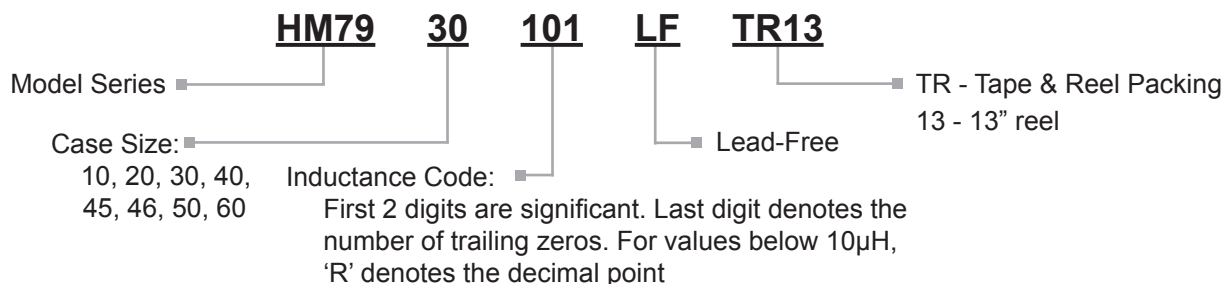 HM79 30 101 LF TR13
Model Series
TR - Tape & Reel Packing
13 - 13” reel
Case Size:
10, 20, 30, 40,
45, 46, 50, 60
Lead-Free
Inductance Code:
First 2 digits are significant. Last digit denotes the
number of trailing zeros. For values below 10µH,
‘R’ denotes the decimal point